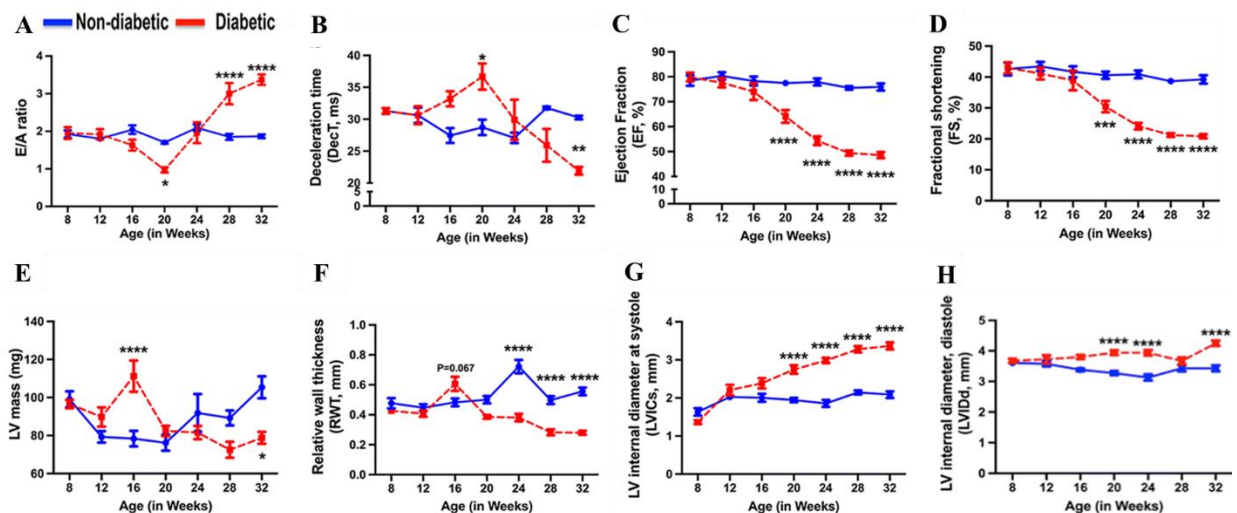 Non-diabetic Diabetic
A
E/A ratio
4
3
2
1
0
8 12 16 20 24 28 32
Age (in Weeks)
*
****
****
B
Deceleration time
(DecT, ms)
40
35
30
25
20
5
0
8 12 16 20 24 28 32
Age (in Weeks)
*
**
C
Ejection Fraction
(EF, %)
90
80
70
60
50
40
10
0
8 12 16 20 24 28 32
Age (in Weeks)
****
****
****
****
D
Fractional shortening
(FS, %)
50
40
30
20
10
0
8 12 16 20 24 28 32
Age (in Weeks)
***
****
****
****
E
LV mass (mg)
140
120
100
80
60
8 12 16 20 24 28 32
Age (in Weeks)
****
*
F
Relative wall thickness
(RWT, mm)
1.0
0.8
0.6
0.4
0.2
0.0
8 12 16 20 24 28 32
Age (in Weeks)
P=0.067
****
****
****
G
LV internal diameter at systole
(LVICs, mm)
4
3
2
1
0
8 12 16 20 24 28 32
Age (in Weeks)
****
****
****
****
H
LV internal diameter, diastole
(LVIDd, mm)
5
4
3
2
1
0
8 12 16 20 24 28 32
Age (in Weeks)
****
****
****